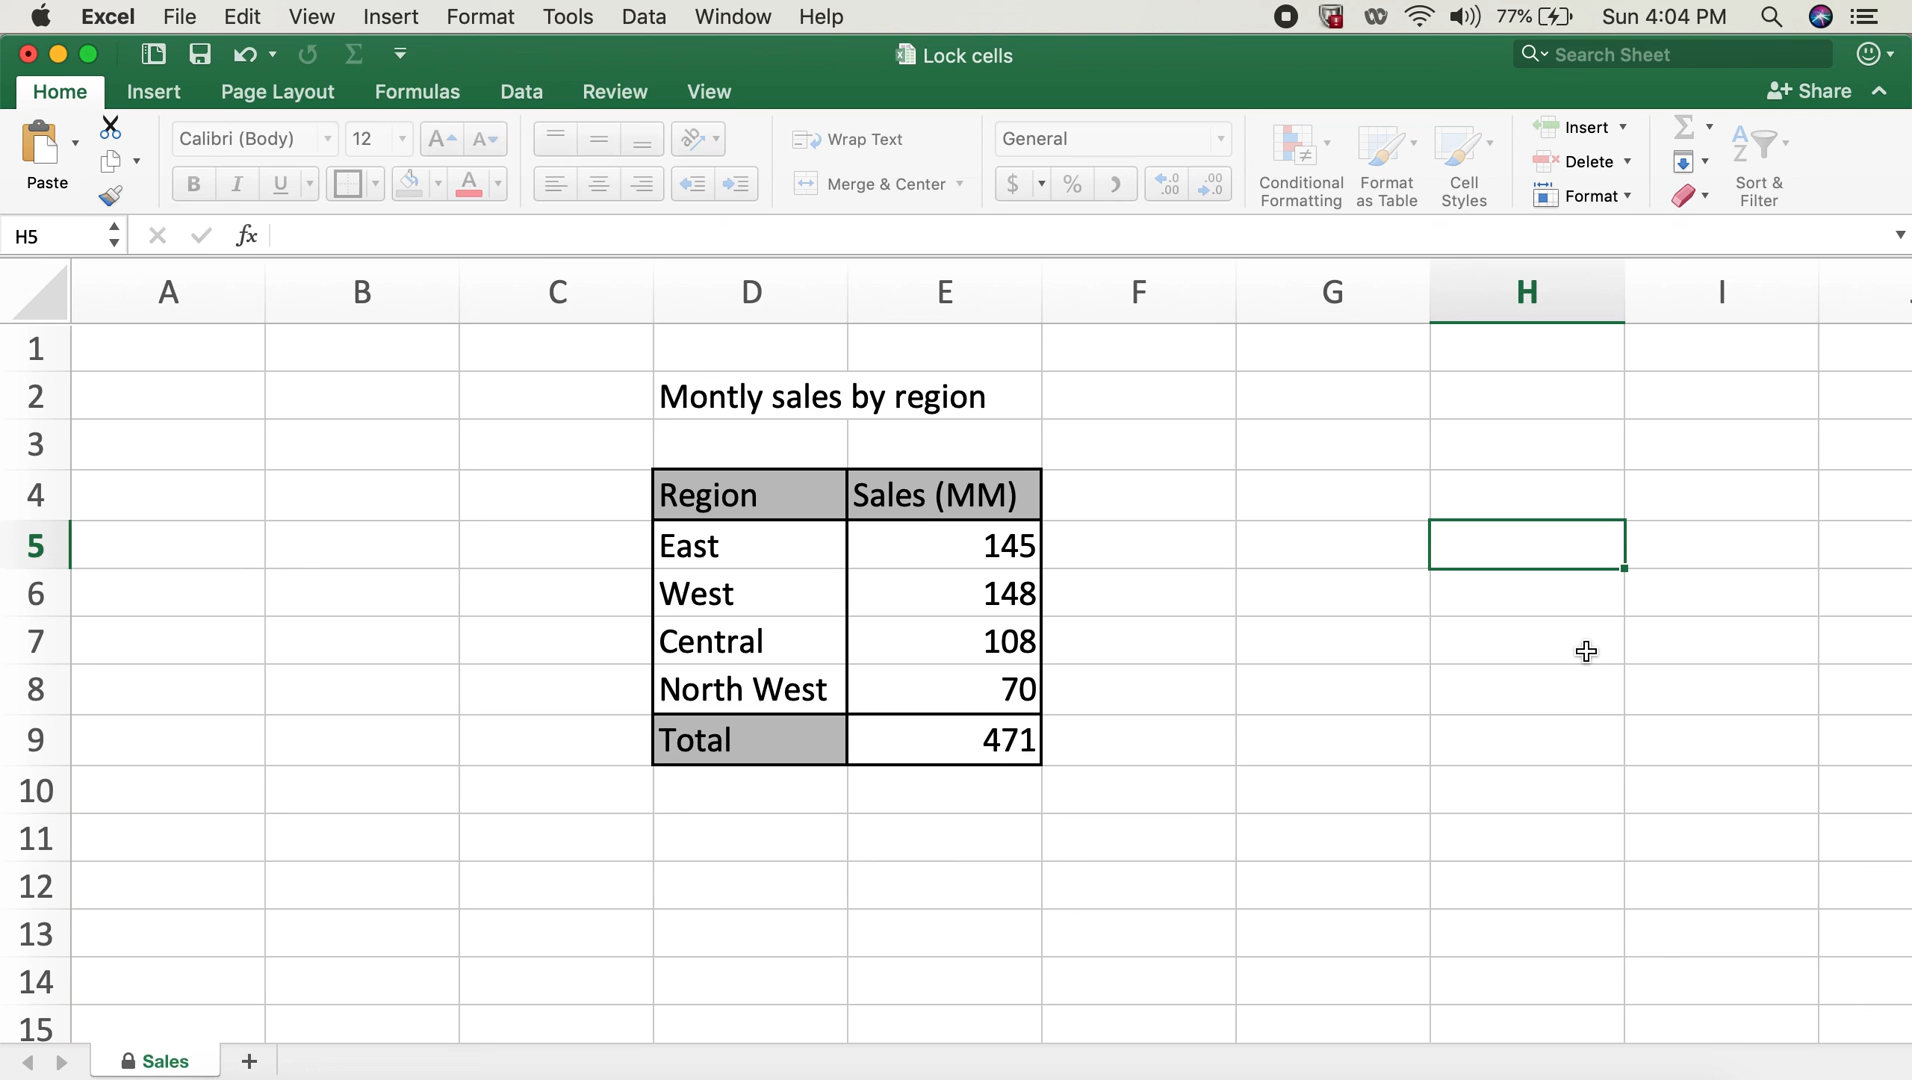 Excel File Edit View Insert Format Tools Data Window Help 77% Sun 4:04 PM
Lock cells Search Sheet
Home Insert Page Layout Formulas Data Review View Share
Paste Calibri (Body) 12 A A Wrap Text General Insert
B I U A Merge & Center $ % Conditional Formatting Format as Table Cell Styles Delete Format Sort & Filter
H5 fx
A B C D E F G H I
1
2 Montly sales by region
3
4 Region Sales (MM)
5 East 145
6 West 148
7 Central 108
8 North West 70
9 Total 471
10
11
12
13
14
15
Sales +